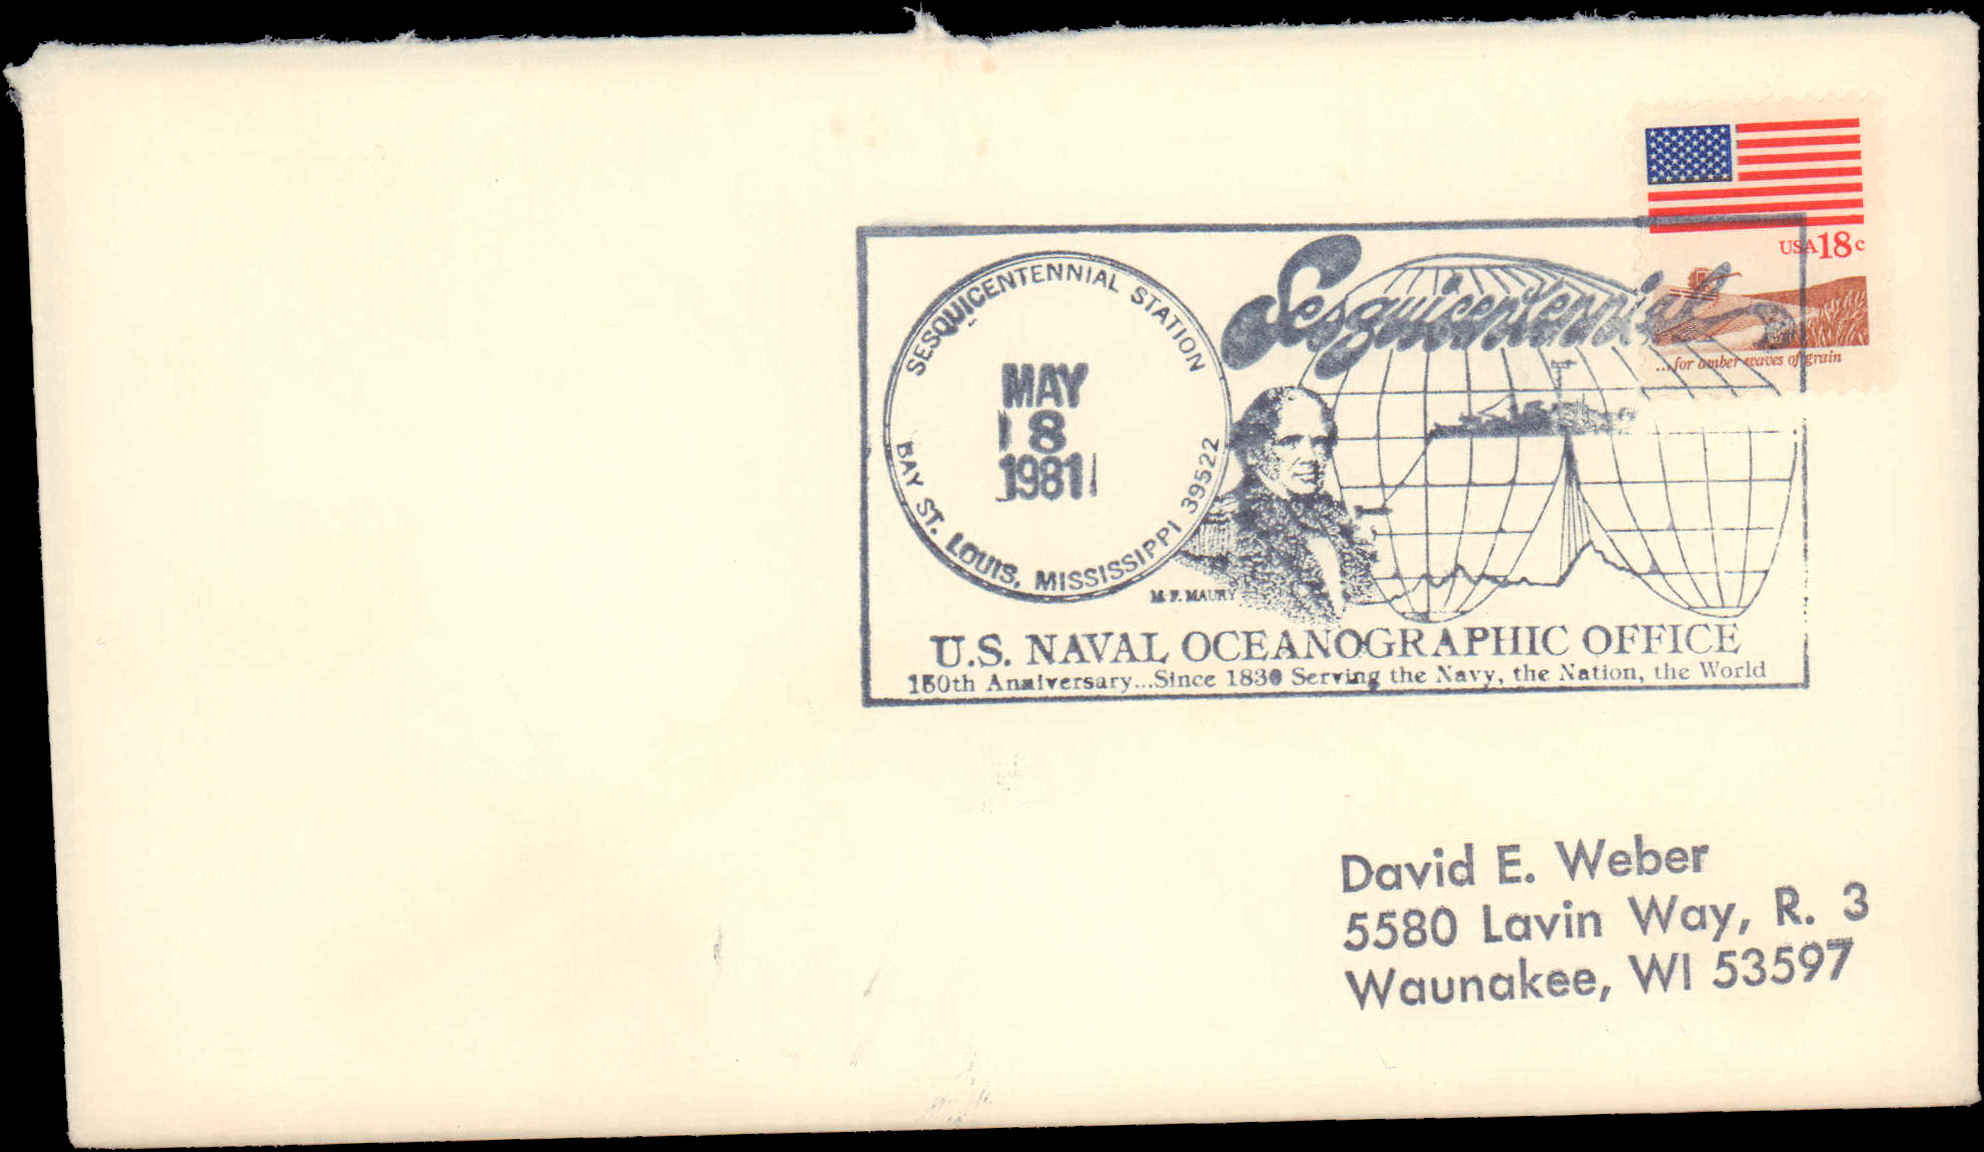 USA18c
...for amber waves of grain
Sesquicentennial
SESQUICENTENNIAL STATION
MAY
8
1981
BAY ST. LOUIS, MISSISSIPPI 39522
M. F. MAURY
U.S. NAVAL OCEANOGRAPHIC OFFICE
150th Anniversary...Since 1830 Serving the Navy, the Nation, the World
David E. Weber
5580 Lavin Way, R. 3
Waunakee, WI 53597